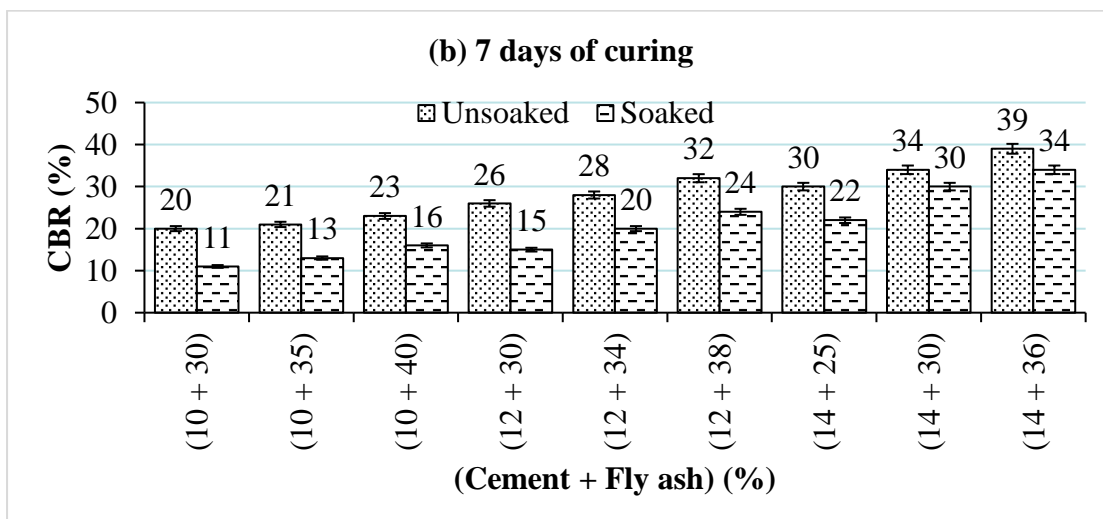 (b) 7 days of curing
CBR (%)
50
40
30
20
10
0
Unsoaked Soaked
20 11 21 13 23 16 26 15 28 20 32 24 30 22 34 30 39 34
(10 + 30)
(10 + 35)
(10 + 40)
(12 + 30)
(12 + 34)
(12 + 38)
(14 + 25)
(14 + 30)
(14 + 36)
(Cement + Fly ash) (%)